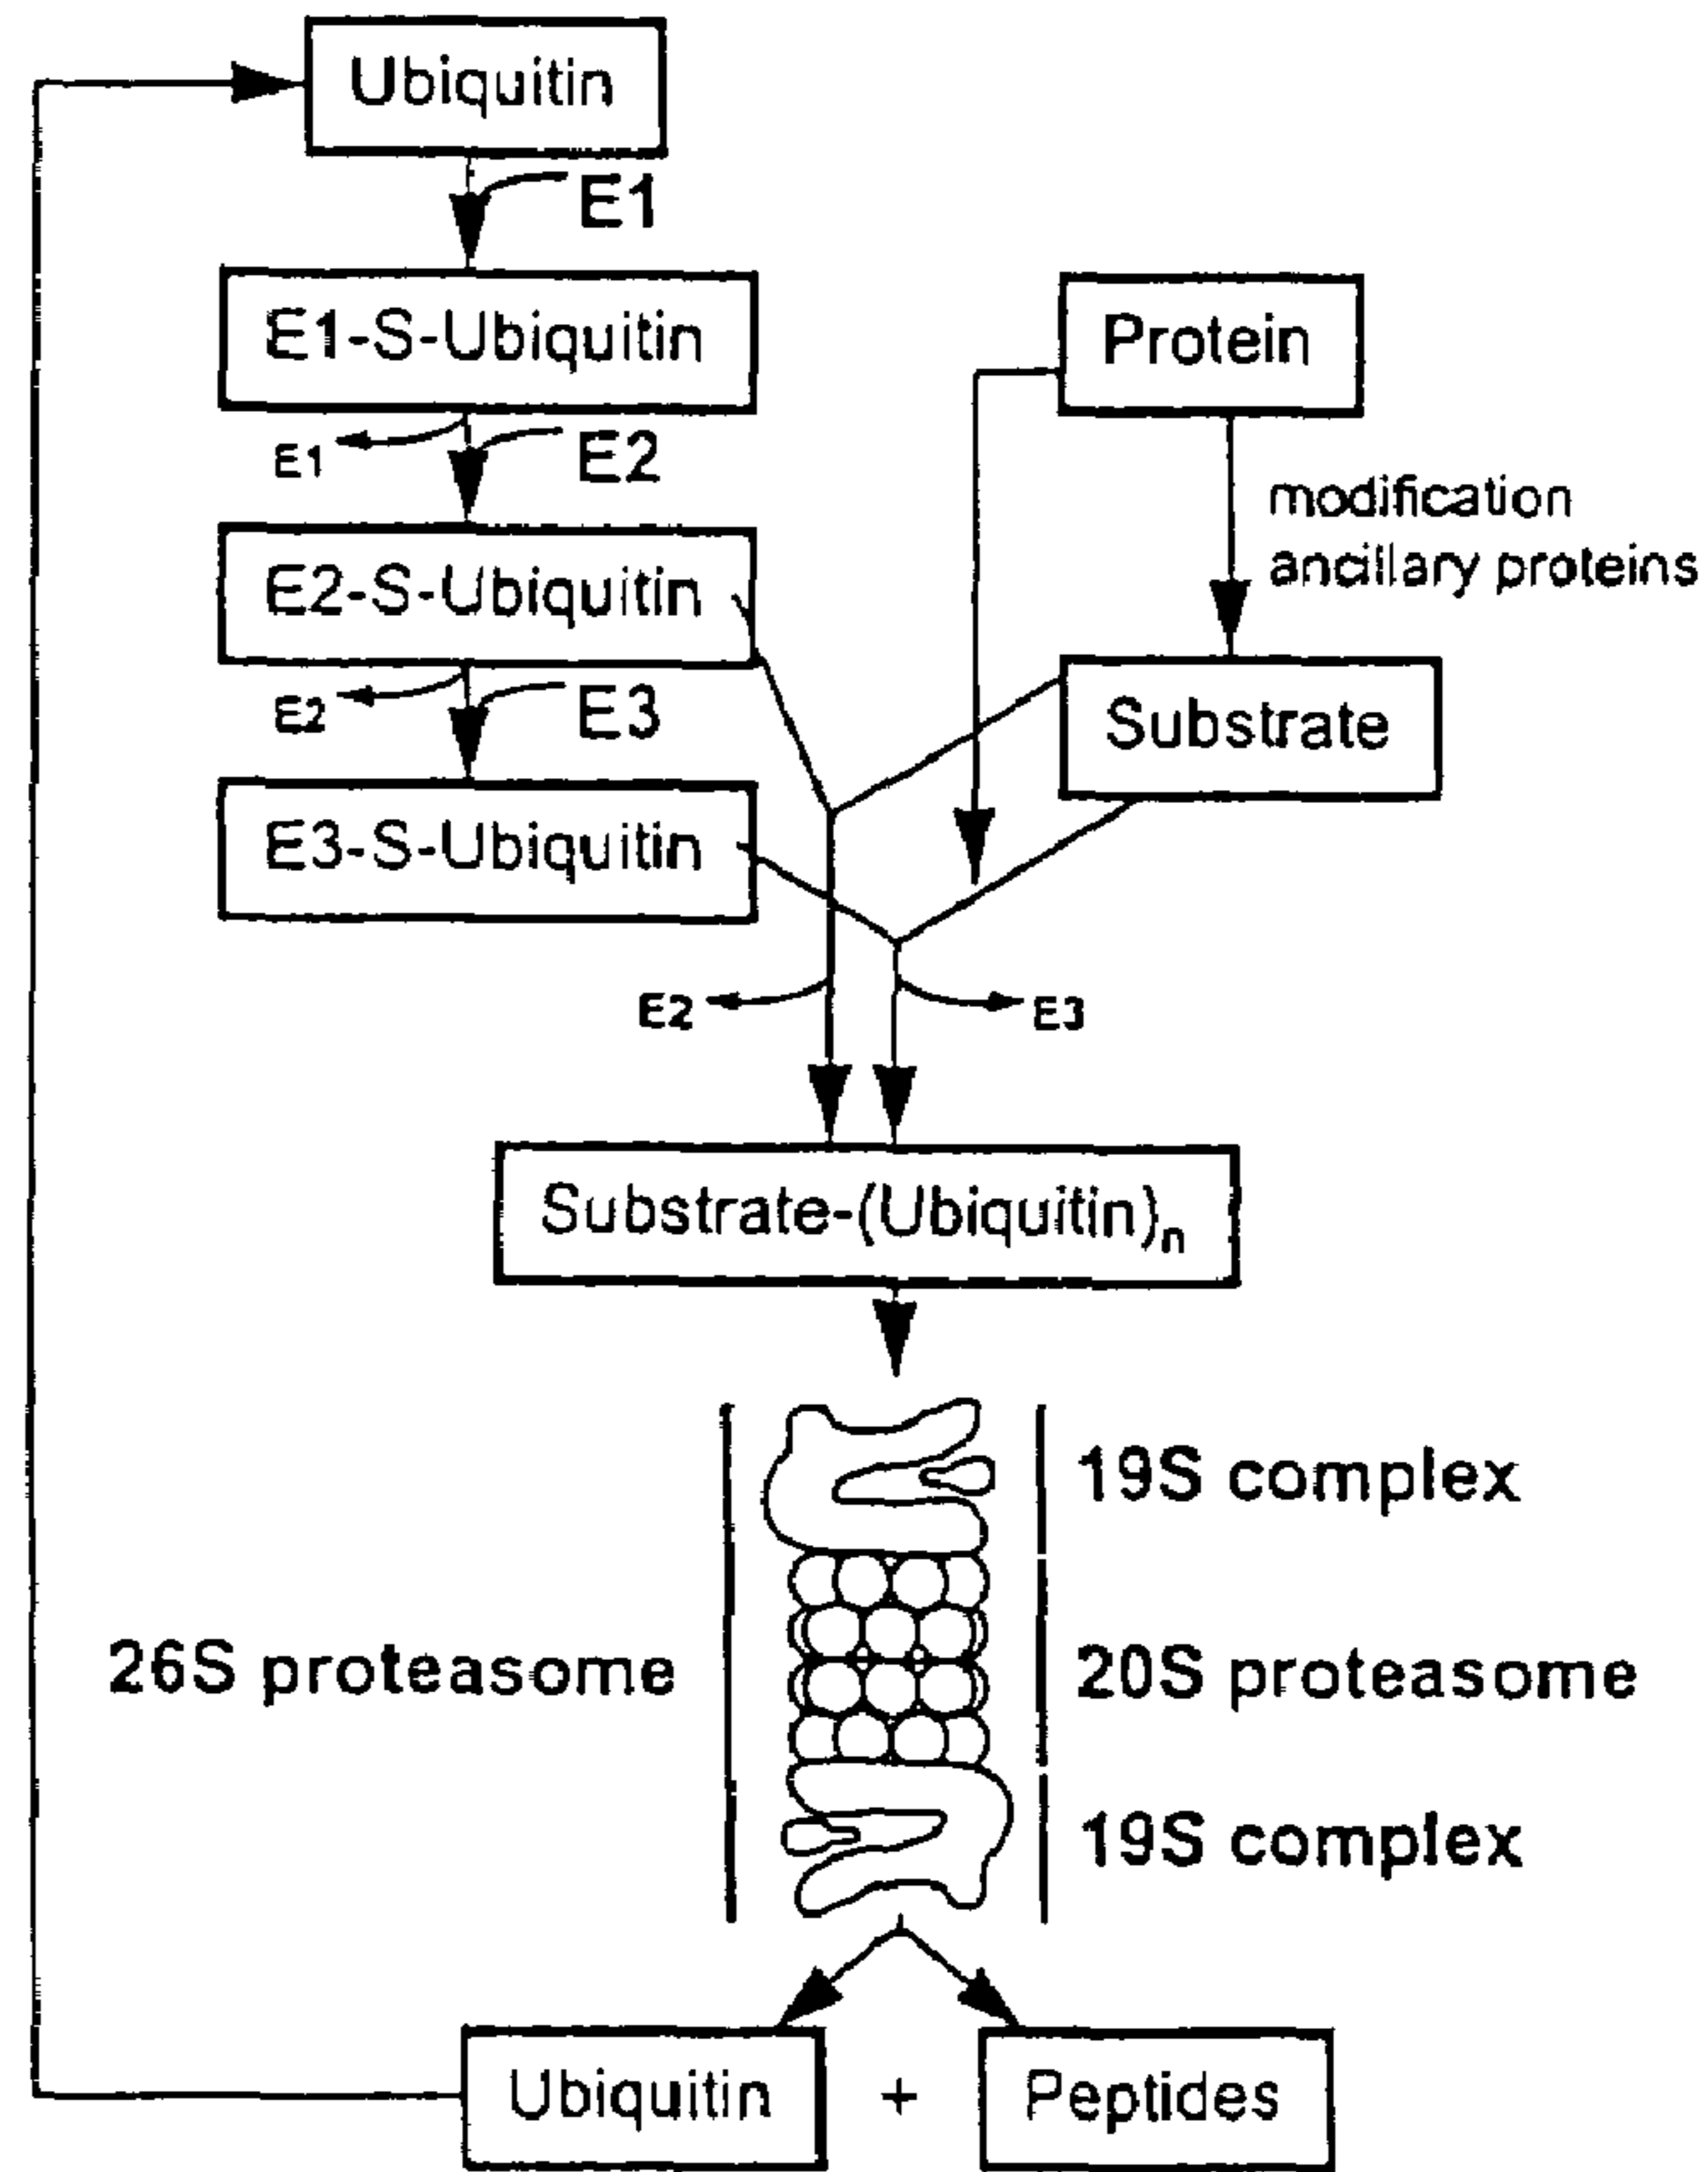 Ubiquitin
E1
E1-S-Ubiquitin
Protein
E1
E2
modification
ancillary proteins
E2-S-Ubiquitin
E2
E3
Substrate
E3-S-Ubiquitin
E2
E3
Substrate-(Ubiquitin)n
19S complex
26S proteasome
20S proteasome
19S complex
Ubiquitin
+
Peptides